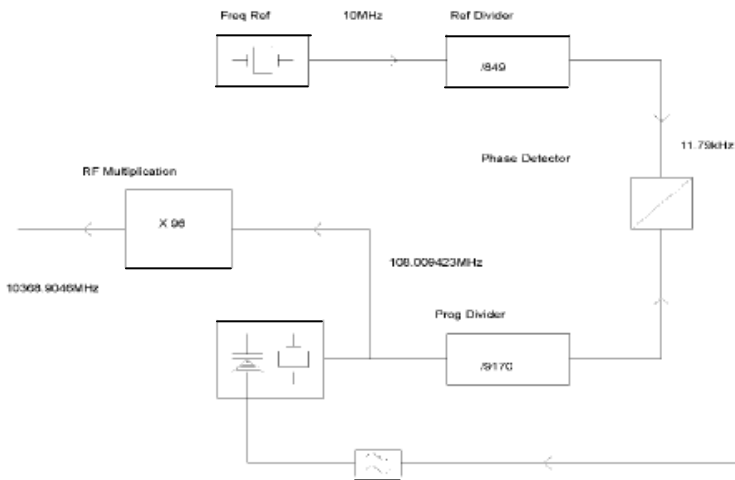 Freq Ref
10MHz
Ref Divider
/849
11.79kHz
Phase Detector
RF Multiplication
X 96
108.009423MHz
10368.9046MHz
Prog Divider
/9170